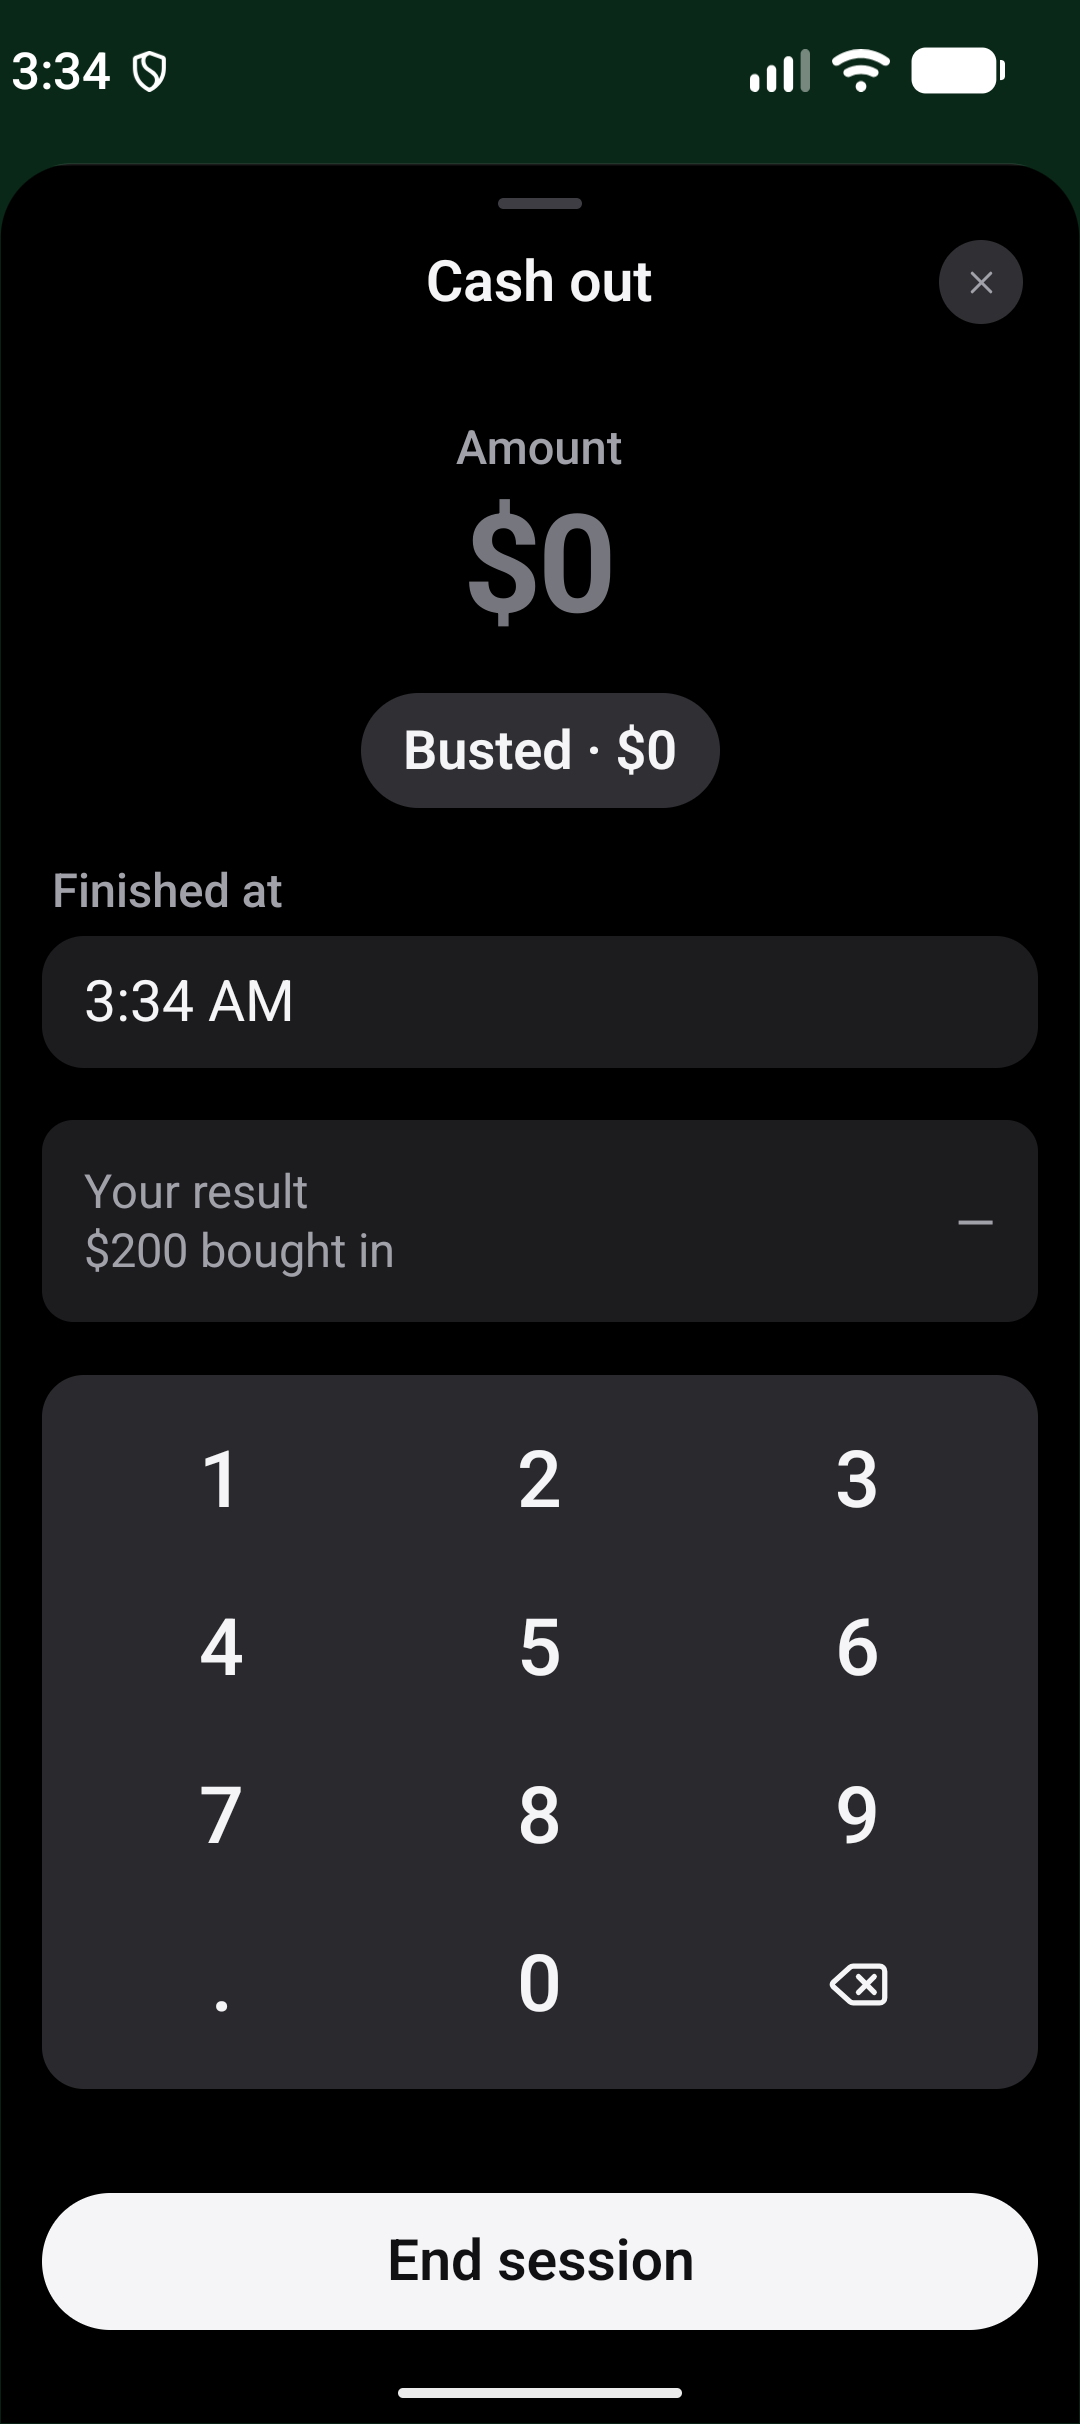 3:34
Cash out
Amount
$0
Busted · $0
Finished at
3:34 AM
Your result
$200 bought in
—
1 2 3
4 5 6
7 8 9
. 0
End session